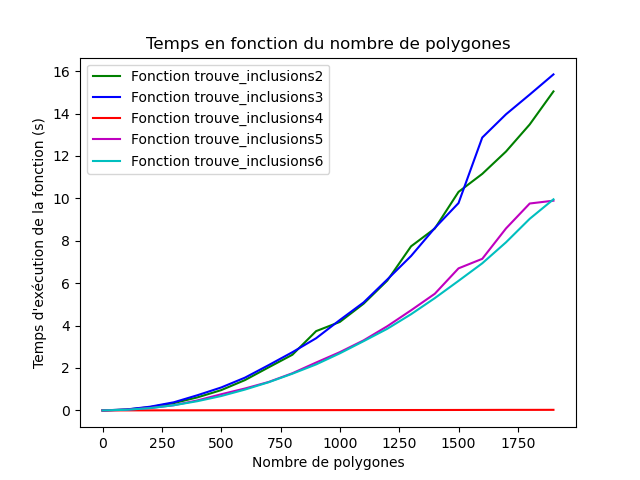 Temps en fonction du nombre de polygones
Fonction trouve_inclusions2
Fonction trouve_inclusions3
Fonction trouve_inclusions4
Fonction trouve_inclusions5
Fonction trouve_inclusions6
Temps d'exécution de la fonction (s)
16
14
12
10
8
6
4
2
0
0 250 500 750 1000 1250 1500 1750
Nombre de polygones